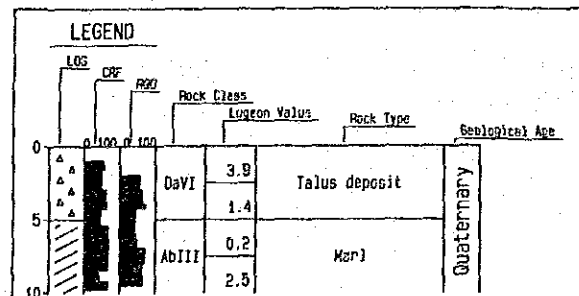 LEGEND
LOG
CRF
RQD
Rock Class
Lugeon Value
Rock Type
Geological Age
0 100 0 100
0
DaVI
3.9
Talus deposit
Quaternary
1.4
5
AbIII
0.2
Marl
2.5
10